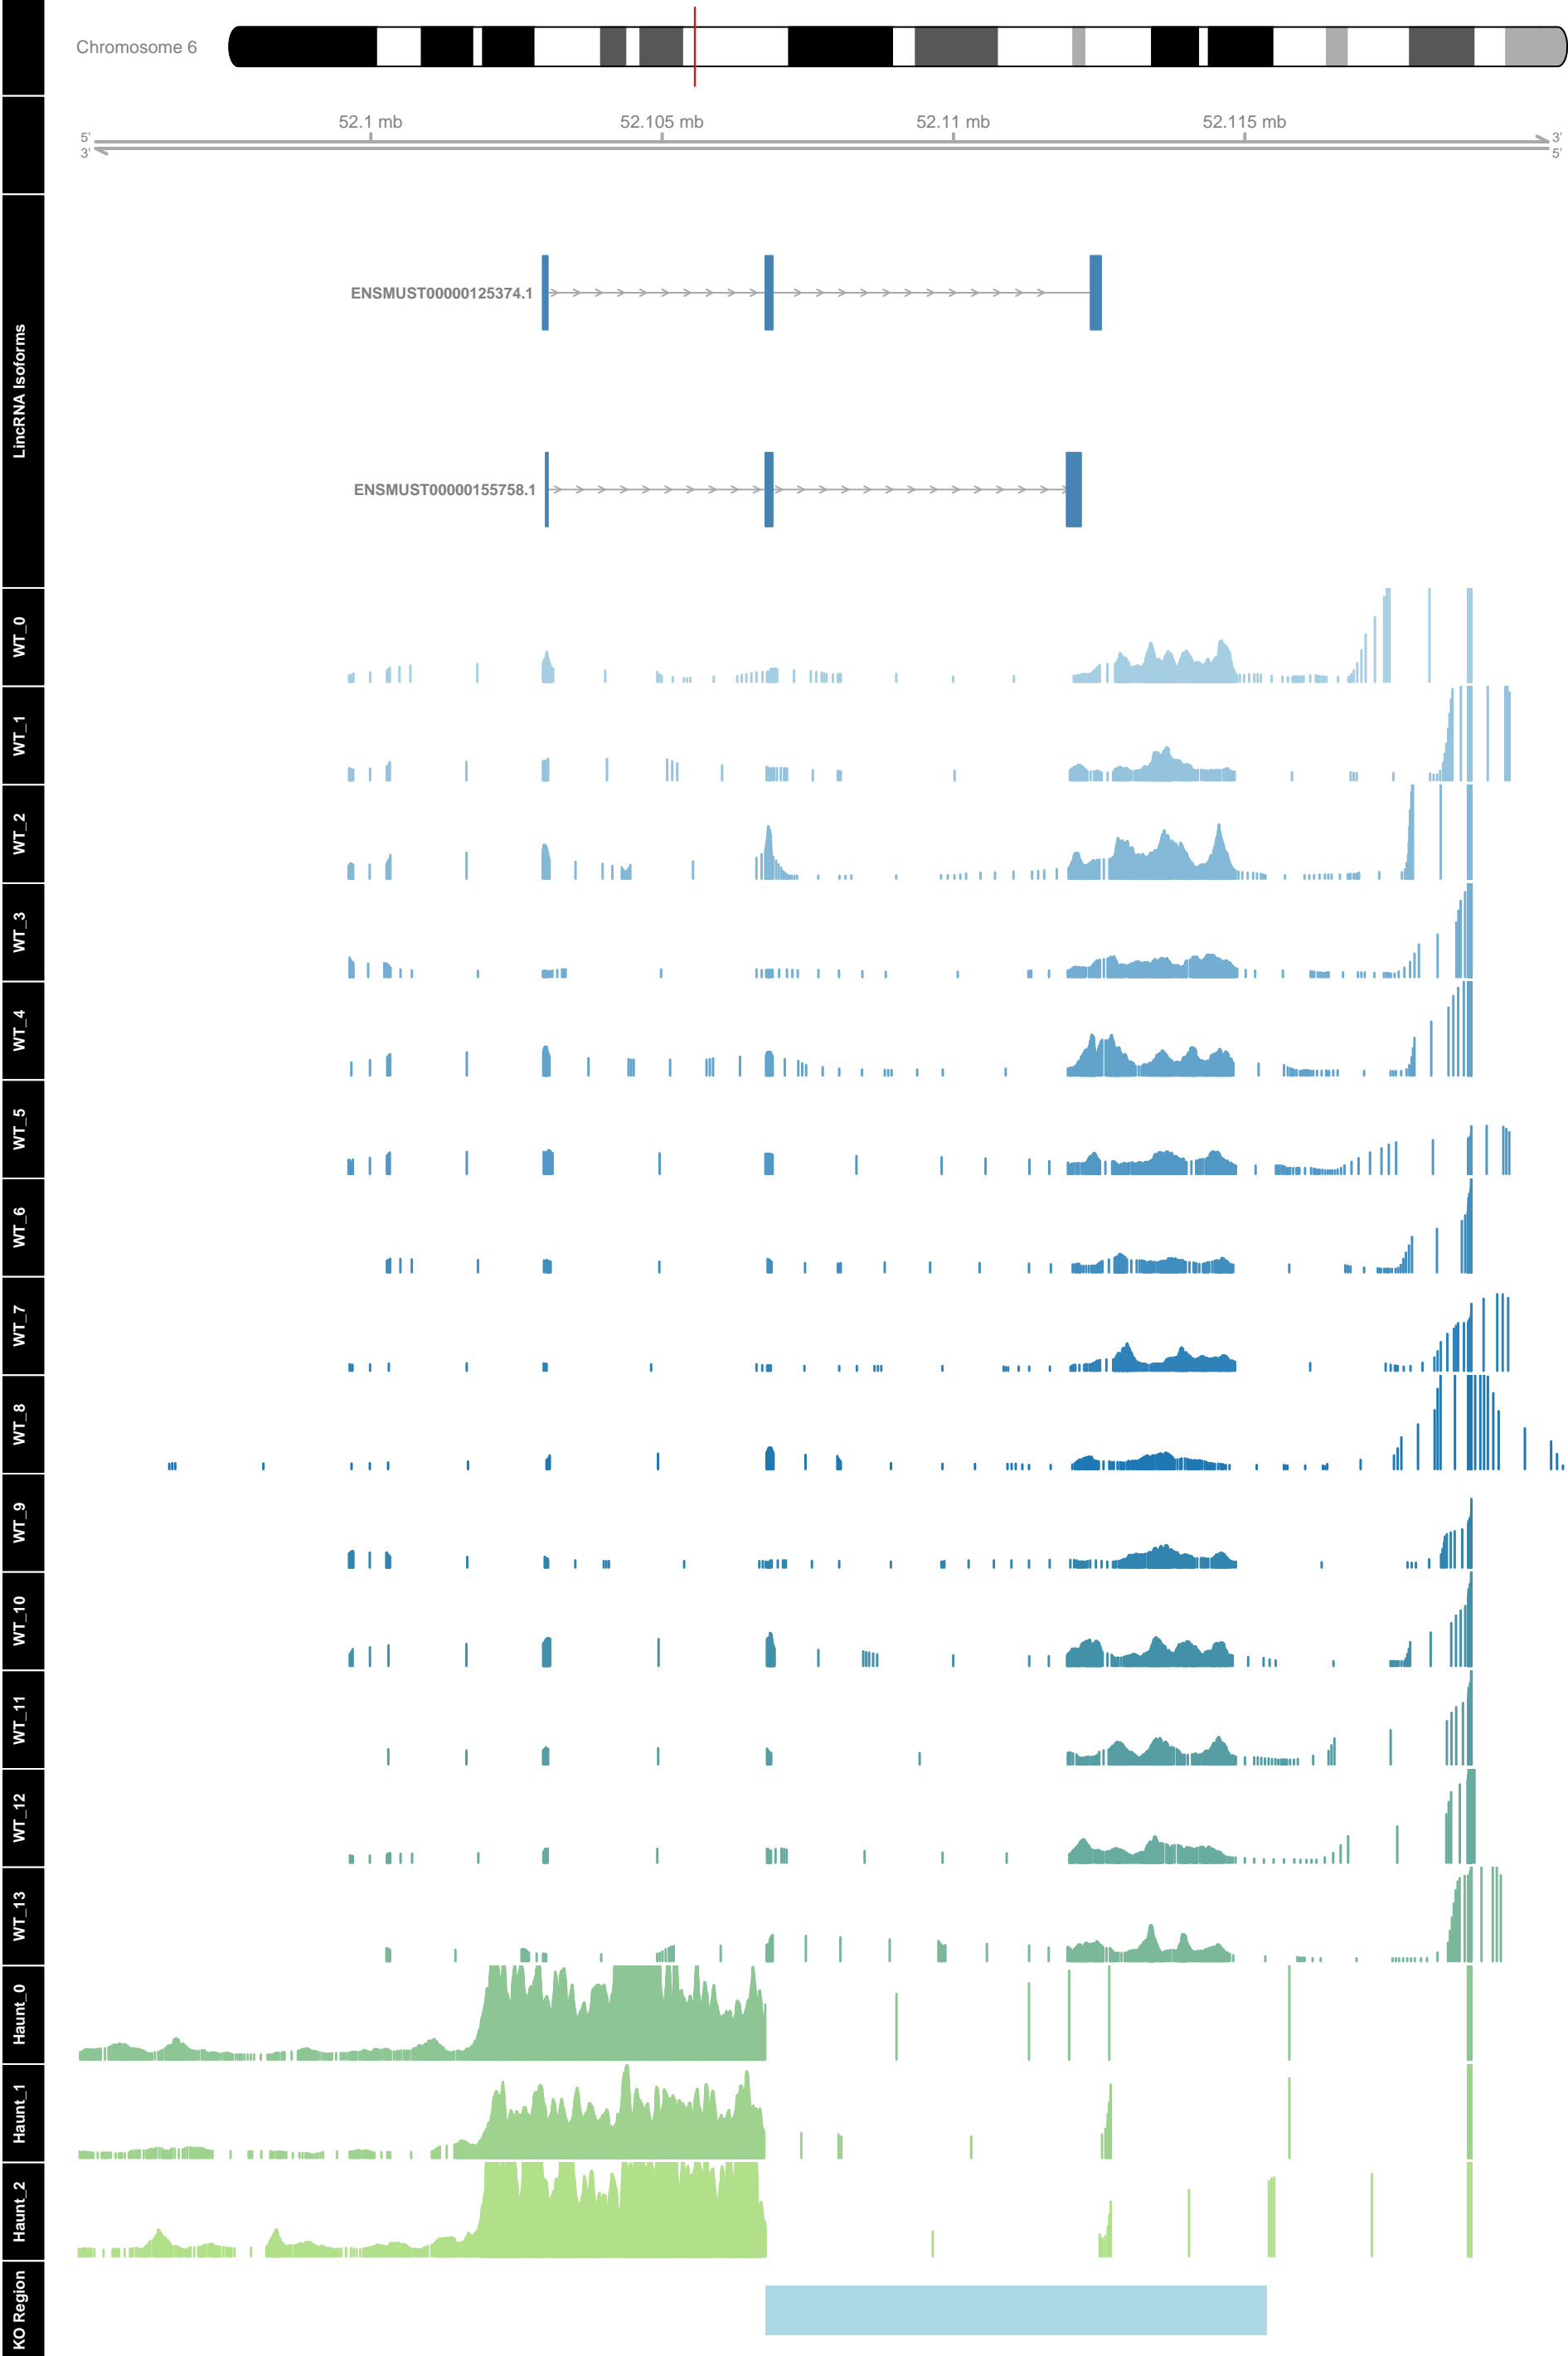 Chromosome 6
52.1 mb
52.105 mb
52.11 mb
52.115 mb
5'
3'
3'
5'
LincRNA Isoforms
ENSMUST00000125374.1
ENSMUST00000155758.1
WT_0
WT_1
WT_2
WT_3
WT_4
WT_5
WT_6
WT_7
WT_8
WT_9
WT_10
WT_11
WT_12
WT_13
Haunt_0
Haunt_1
Haunt_2
KO Region